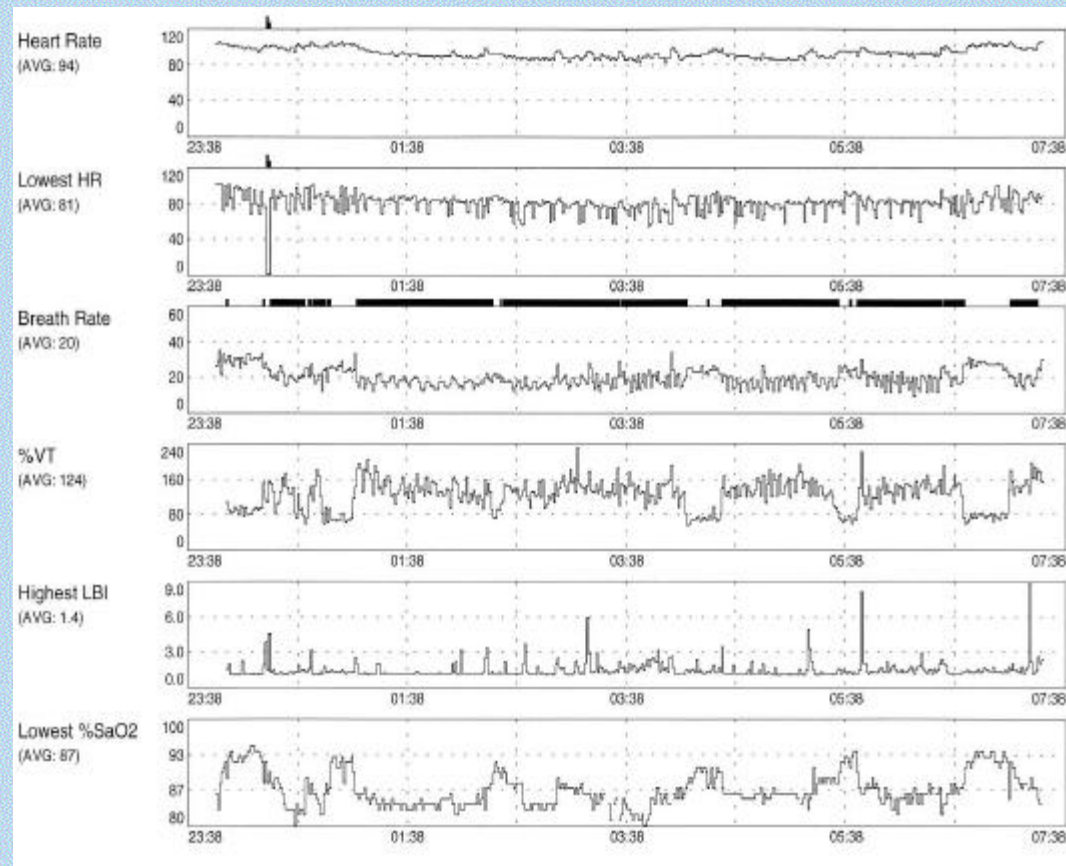 Heart Rate
(AVG: 94)
120
80
40
0
23:38 01:38 03:38 05:38 07:38
Lowest HR
(AVG: 81)
120
80
40
0
23:38 01:38 03:38 05:38 07:38
Breath Rate
(AVG: 20)
60
40
20
0
23:38 01:38 03:38 05:38 07:38
%VT
(AVG: 124)
240
160
80
0
23:38 01:38 03:38 05:38 07:38
Highest LBI
(AVG: 1.4)
9.0
6.0
3.0
0.0
23:38 01:38 03:38 05:38 07:38
Lowest %SaO2
(AVG: 87)
100
93
87
80
23:38 01:38 03:38 05:38 07:38